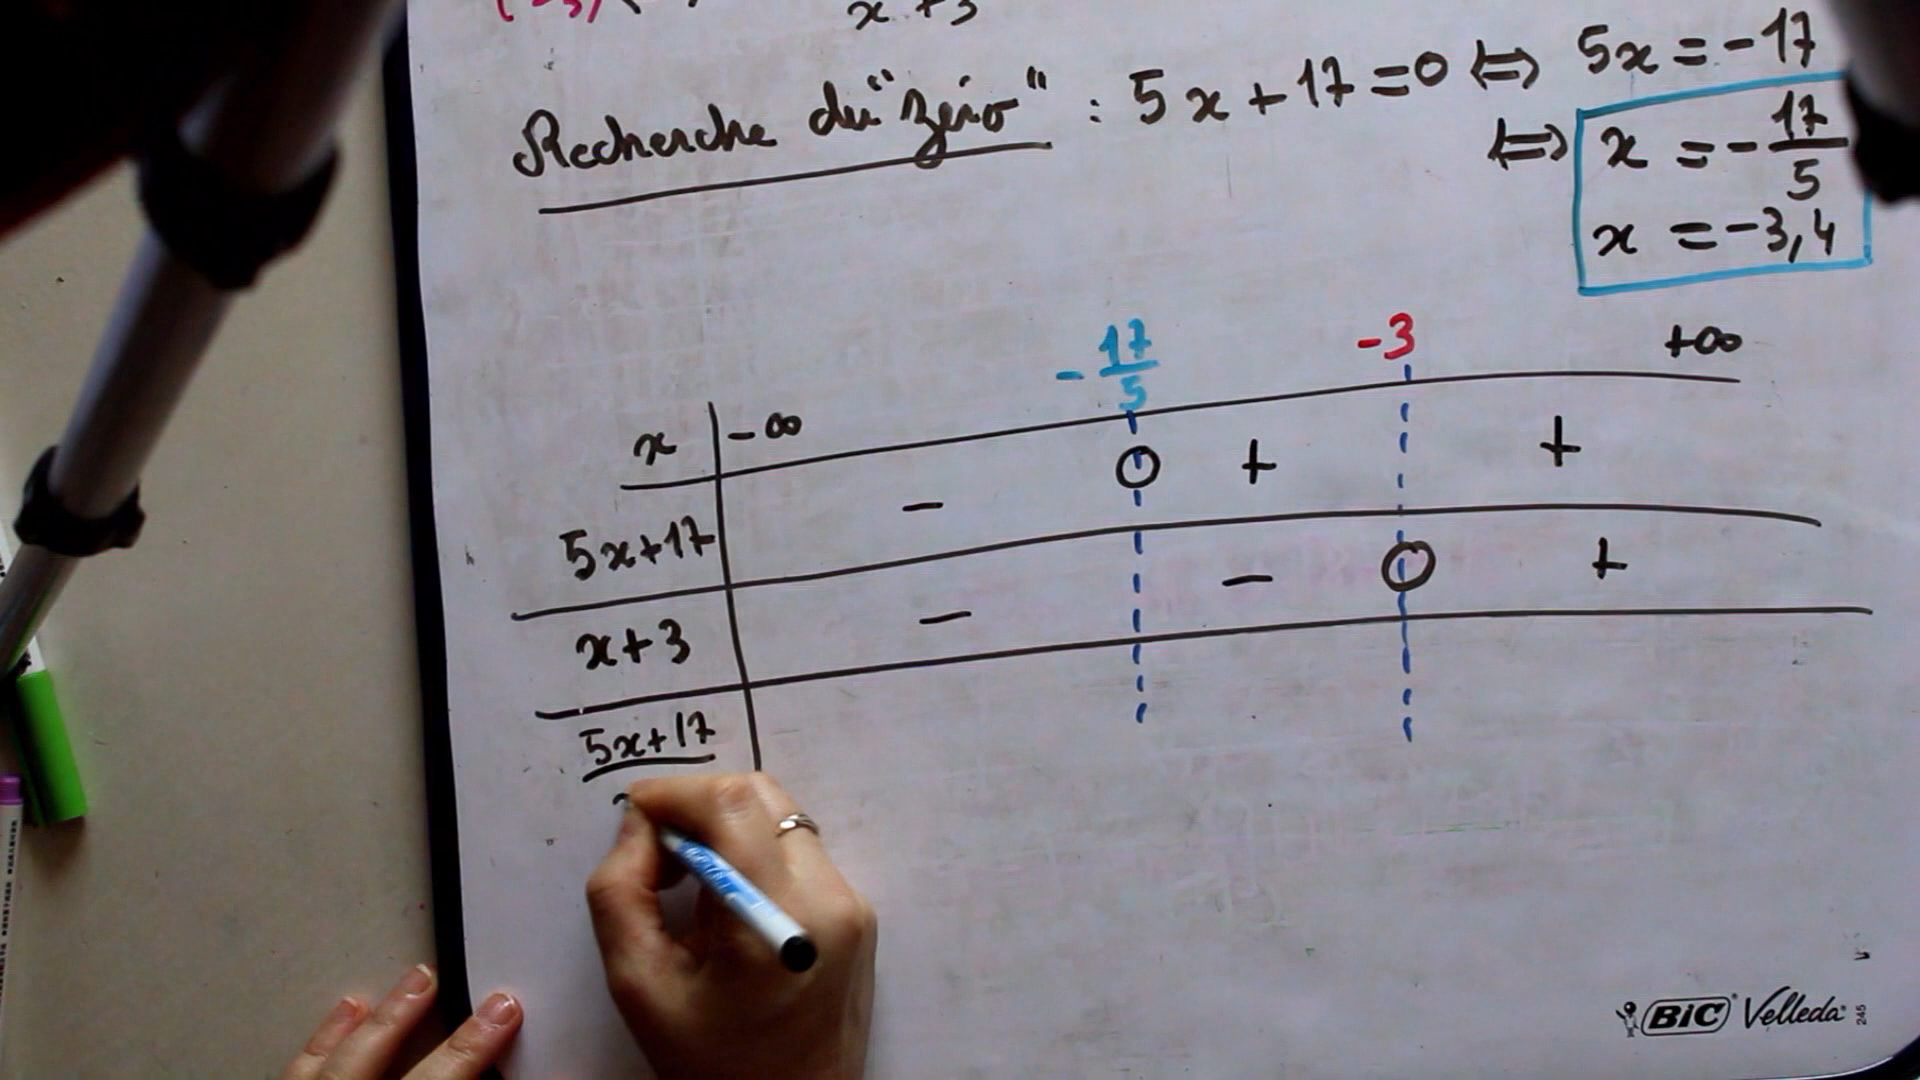 x + 3
Recherche du "zéro" : 5x + 17 = 0 ⇔ 5x = -17
⇔ x = -17/5
x = -3,4
x -∞ -17/5 -3 +∞
5x+17 - 0 + +
x+3 - - 0 +
5x+17
BIC Velleda 245